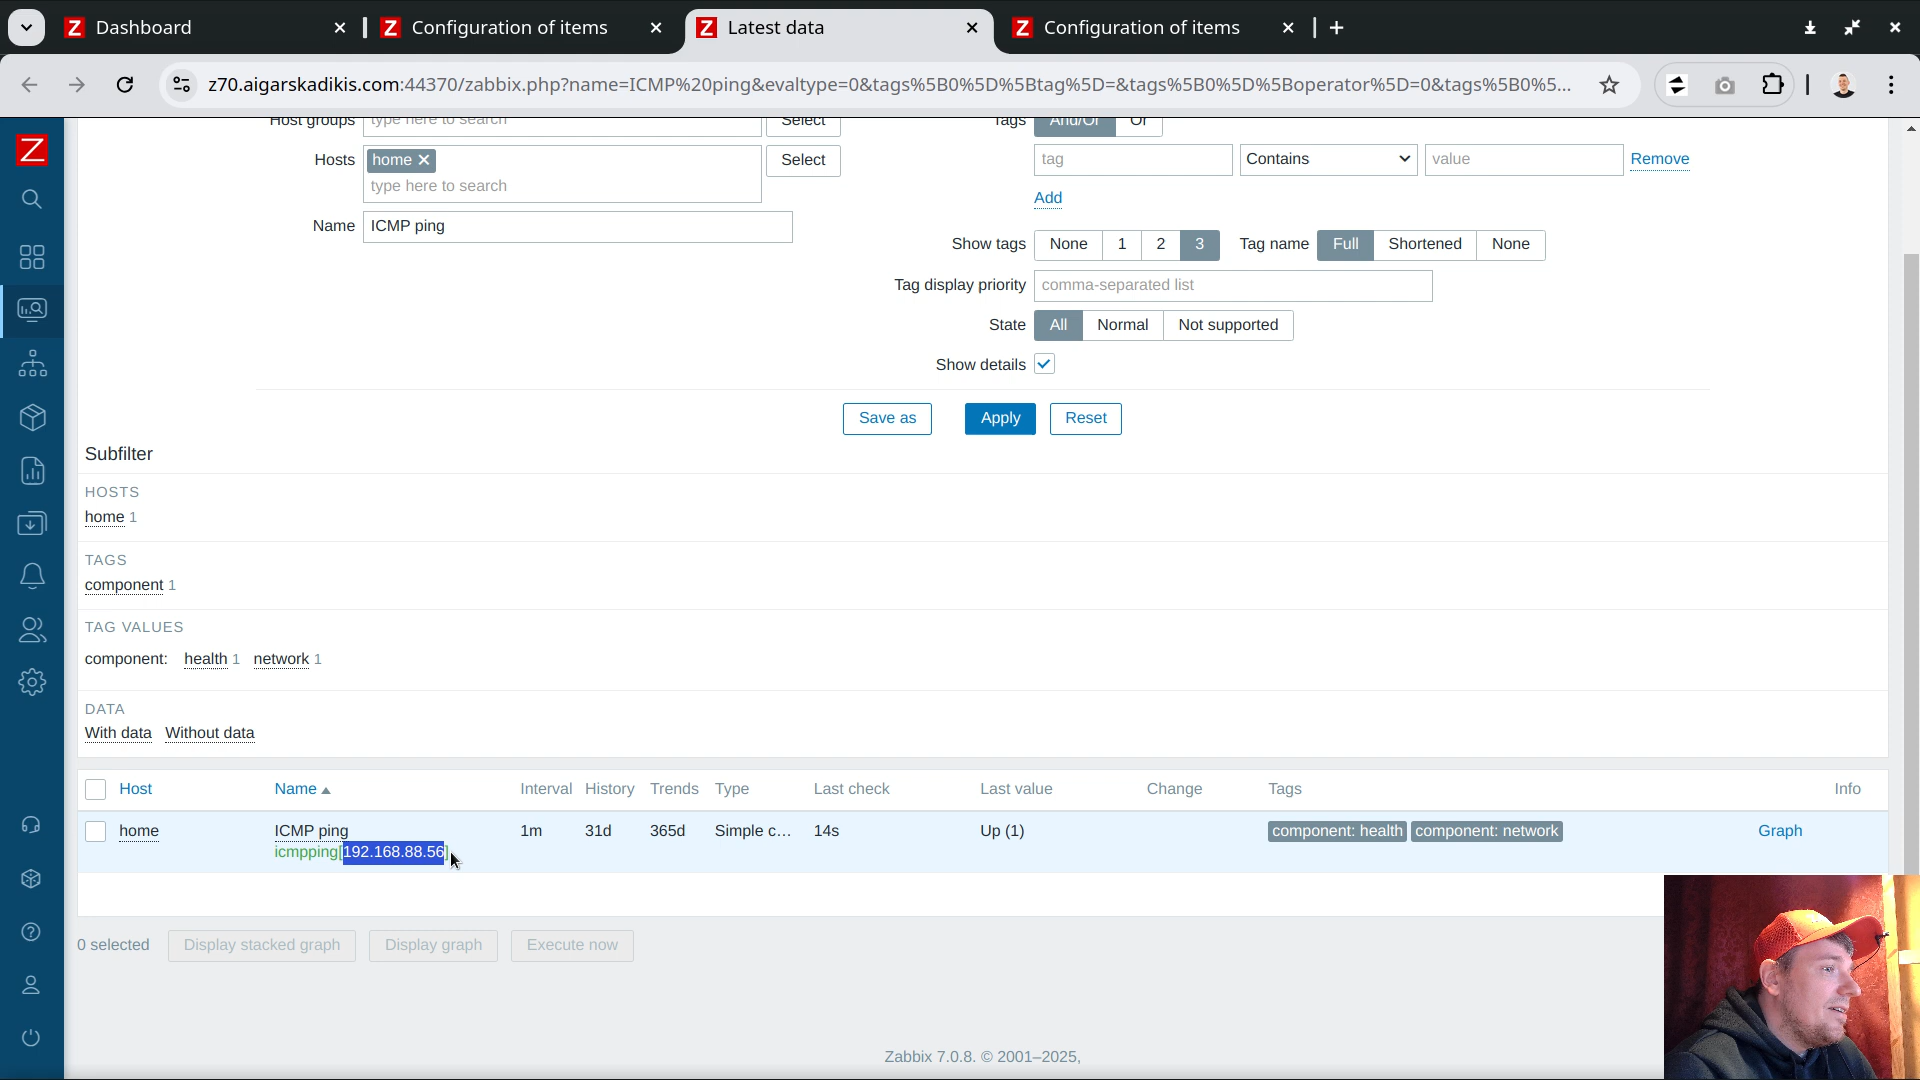 Dashboard
Configuration of items
Latest data
Configuration of items
z70.aigarskadikis.com:44370/zabbix.php?name=ICMP%20ping&evaltype=0&tags%5B0%5D%5Btag%5D=&tags%5B0%5D%5Boperator%5D=0&tags%5B0%5...
Z
Host groups type here to search Select
Tags And/Or Or
Hosts home Select
type here to search
tag Contains value Remove
Add
Name ICMP ping
Show tags None 1 2 3 Tag name Full Shortened None
Tag display priority comma-separated list
State All Normal Not supported
Show details
Save as Apply Reset
Subfilter
HOSTS
home 1
TAGS
component 1
TAG VALUES
component: health 1 network 1
DATA
With data Without data
Host Name Interval History Trends Type Last check Last value Change Tags Info
home ICMP ping 1m 31d 365d Simple c... 14s Up (1) component: health component: network Graph
icmpping[192.168.88.56]
0 selected Display stacked graph Display graph Execute now
Zabbix 7.0.8. © 2001–2025,